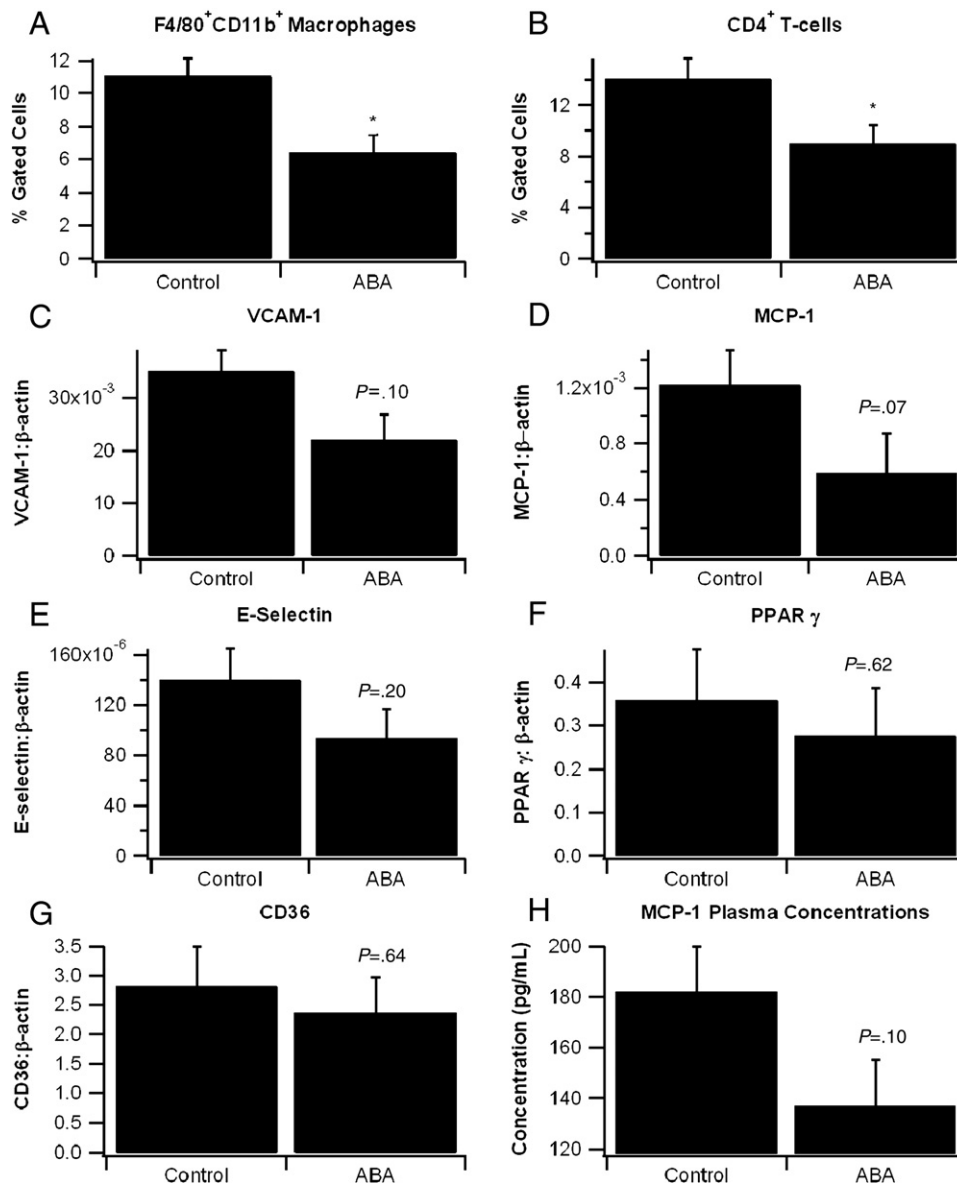 A
F4/80⁺CD11b⁺ Macrophages
% Gated Cells
12
10
8
6
4
2
0
*
Control
ABA
B
CD4⁺ T-cells
% Gated Cells
12
8
4
0
*
Control
ABA
C
VCAM-1
VCAM-1:β-actin
30x10⁻³
20
10
0
P=.10
Control
ABA
D
MCP-1
MCP-1:β-actin
1.2x10⁻³
0.8
0.4
0.0
P=.07
Control
ABA
E
E-Selectin
E-selectin:β-actin
160x10⁻⁶
120
80
40
0
P=.20
Control
ABA
F
PPAR γ
PPAR γ: β-actin
0.4
0.3
0.2
0.1
0.0
P=.62
Control
ABA
G
CD36
CD36:β-actin
3.5
3.0
2.5
2.0
1.5
1.0
0.5
0.0
P=.64
Control
ABA
H
MCP-1 Plasma Concentrations
Concentration (pg/mL)
200
180
160
140
120
P=.10
Control
ABA